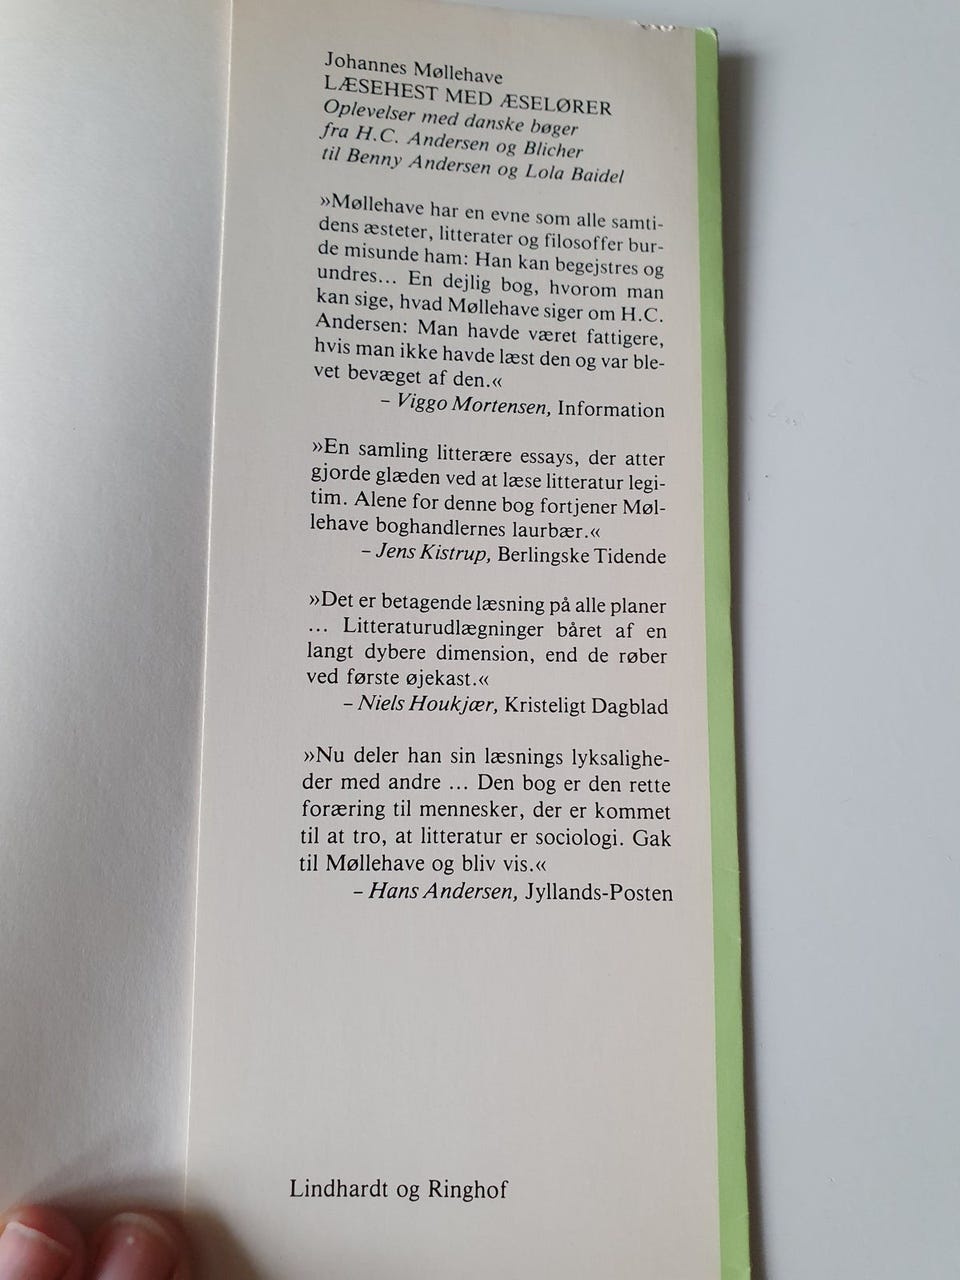 Johannes Møllehave
LÆSEHEST MED ÆSELØRER
Oplevelser med danske bøger
fra H.C. Andersen og Blicher
til Benny Andersen og Lola Baidel
»Møllehave har en evne som alle samti-
dens æsteter, litterater og filosoffer bur-
de misunde ham: Han kan begejstres og
undres... En dejlig bog, hvorom man
kan sige, hvad Møllehave siger om H.C.
Andersen: Man havde været fattigere,
hvis man ikke havde læst den og var ble-
vet bevæget af den.«
– Viggo Mortensen, Information
»En samling litterære essays, der atter
gjorde glæden ved at læse litteratur legi-
tim. Alene for denne bog fortjener Møl-
lehave boghandlernes laurbær.«
– Jens Kistrup, Berlingske Tidende
»Det er betagende læsning på alle planer
... Litteraturudlægninger båret af en
langt dybere dimension, end de røber
ved første øjekast.«
– Niels Houkjær, Kristeligt Dagblad
»Nu deler han sin læsnings lyksalighe-
der med andre ... Den bog er den rette
foræring til mennesker, der er kommet
til at tro, at litteratur er sociologi. Gak
til Møllehave og bliv vis.«
– Hans Andersen, Jyllands-Posten
Lindhardt og Ringhof